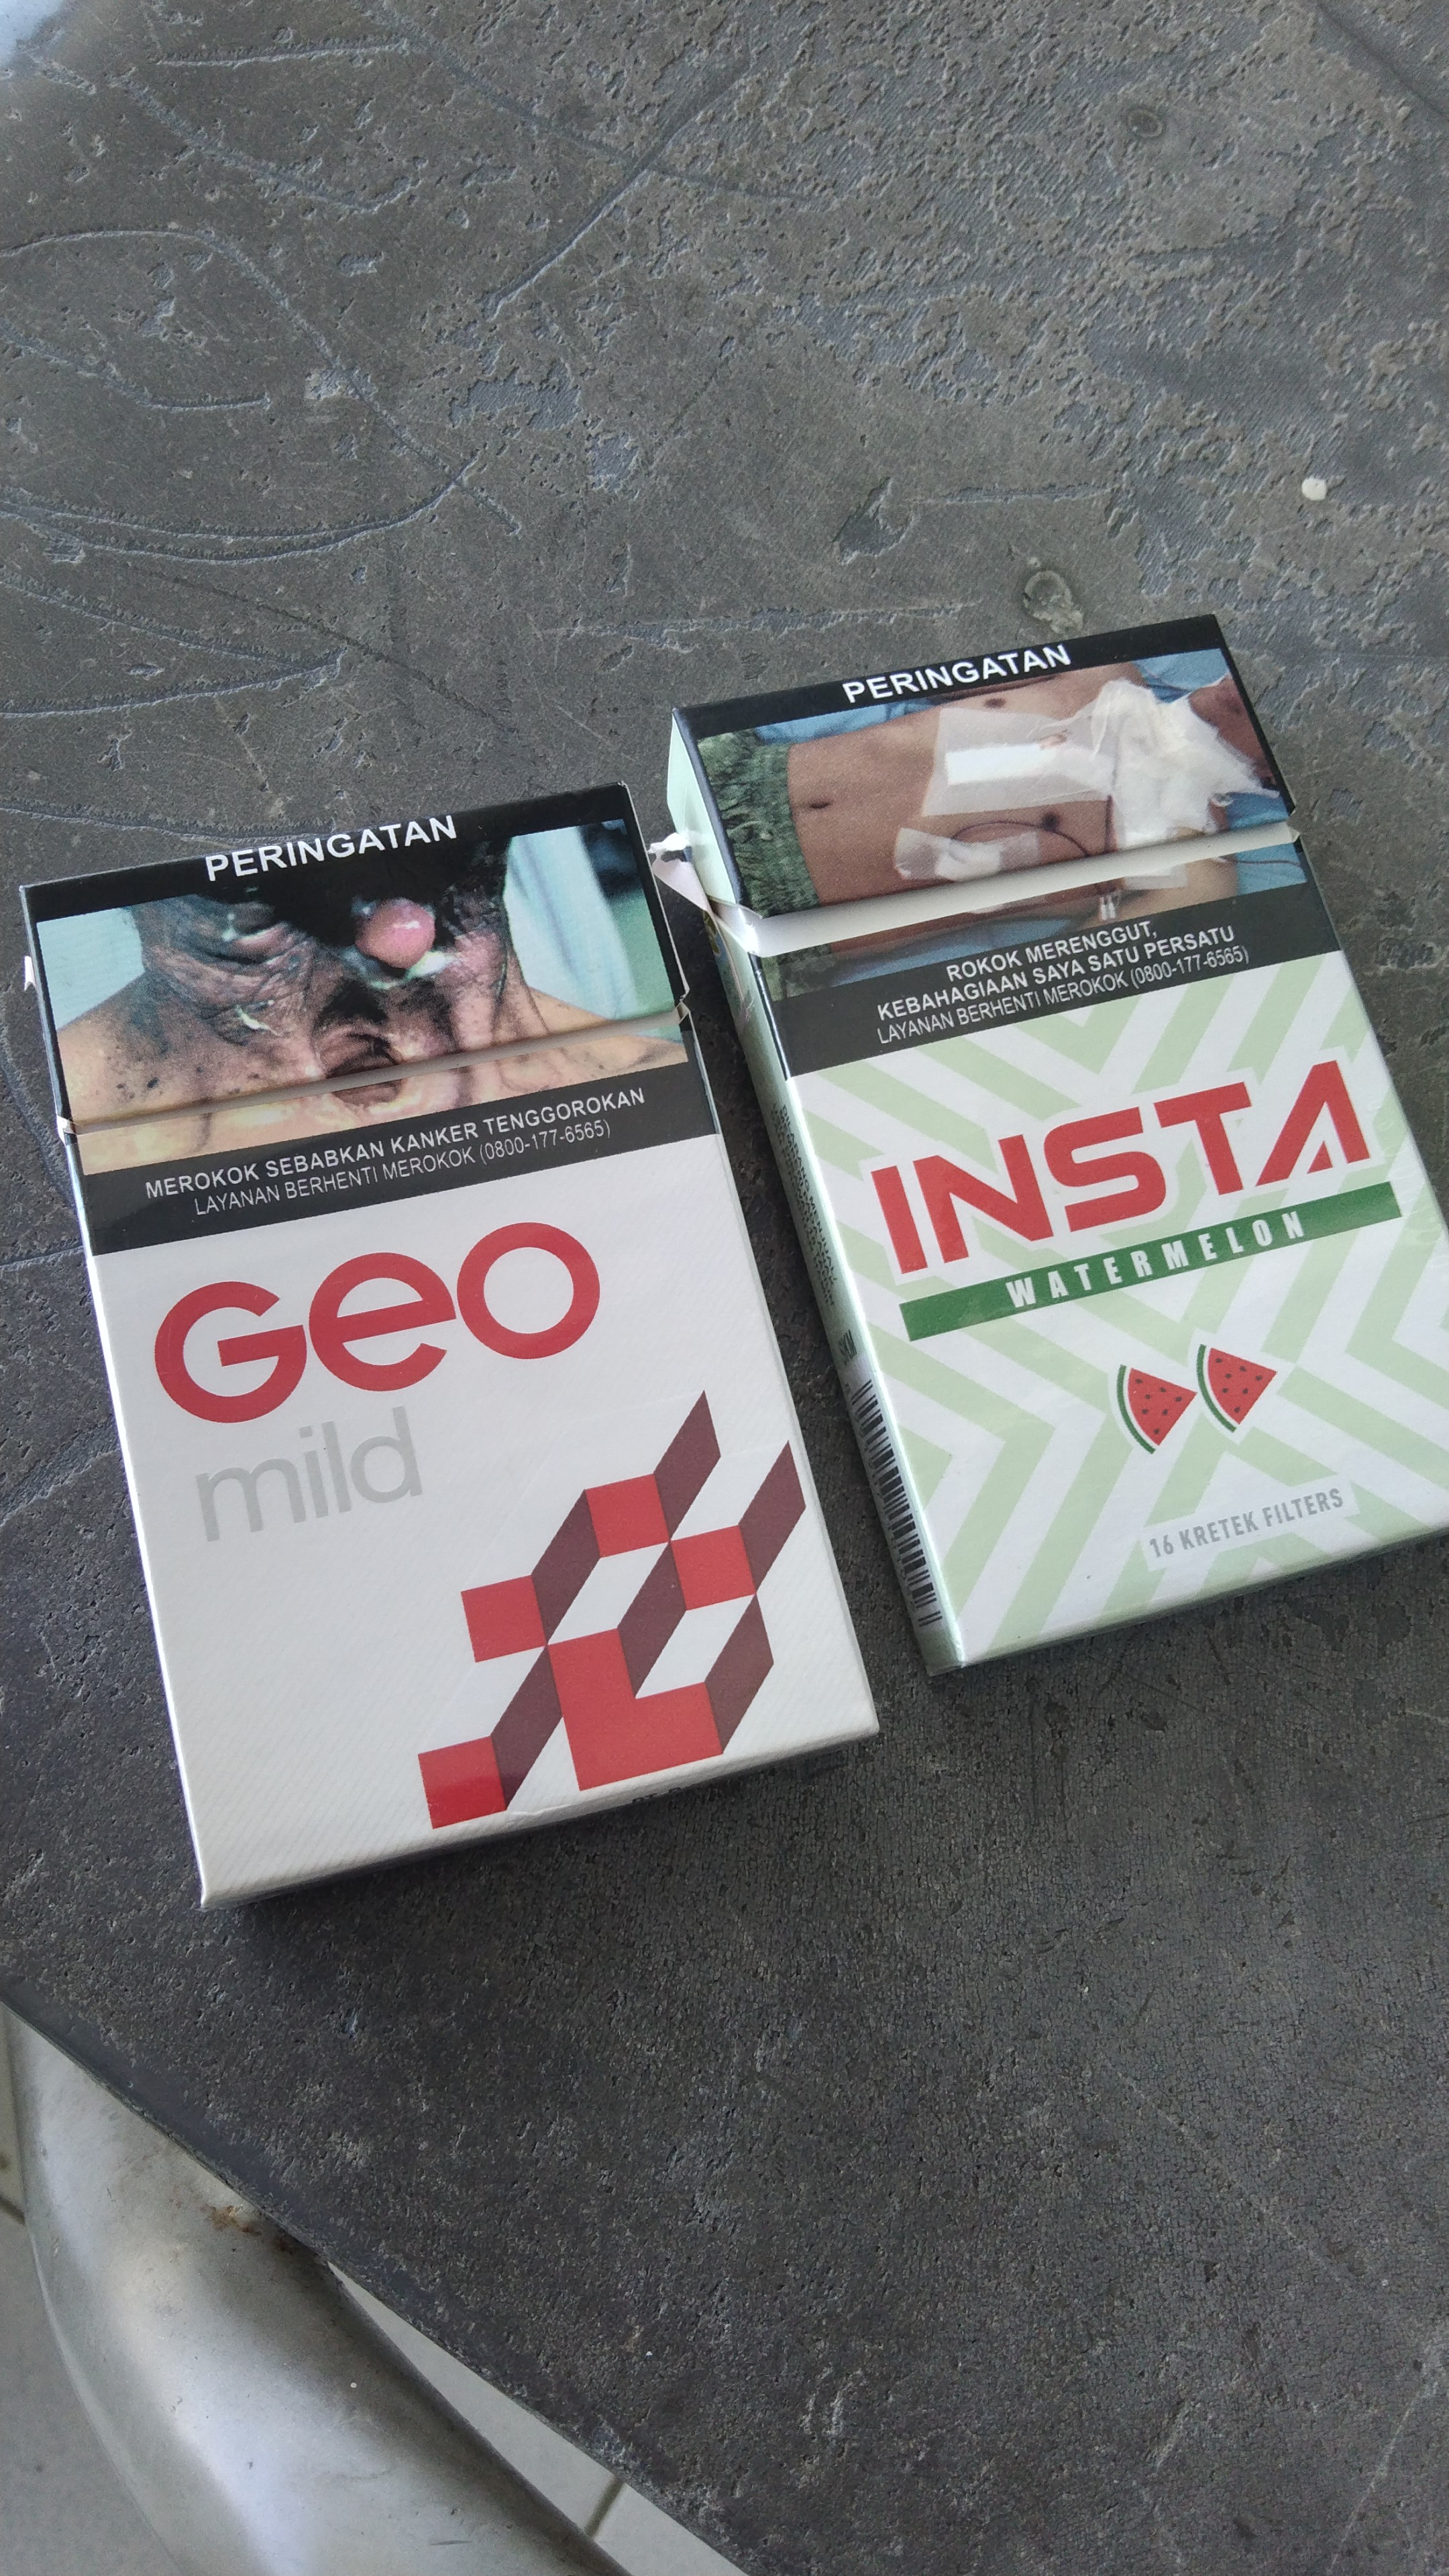 PERINGATAN
MEROKOK SEBABKAN KANKER TENGGOROKAN
LAYANAN BERHENTI MEROKOK (0800-177-6565)
Geo
mild
PERINGATAN
ROKOK MERENGGUT,
KEBAHAGIAAN SAYA SATU PERSATU
LAYANAN BERHENTI MEROKOK (0800-177-6565)
INSTA
WATERMELON
16 KRETEK FILTERS